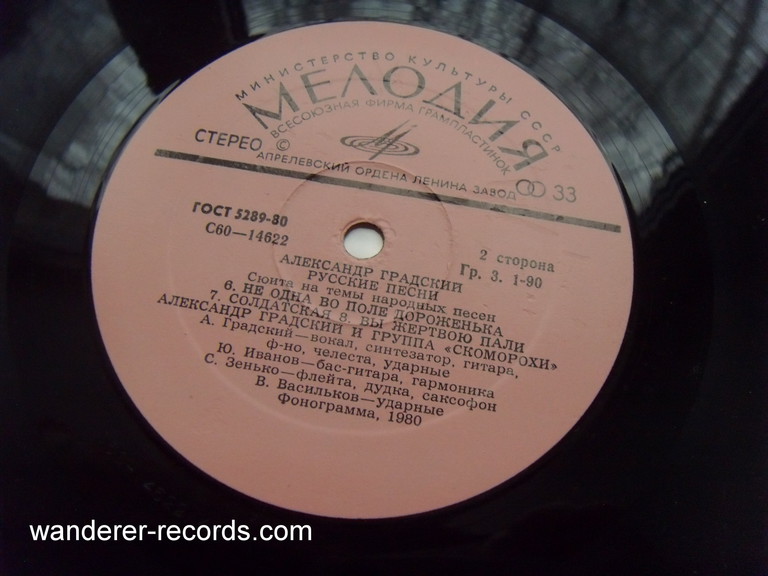 МИНИСТЕРСТВО КУЛЬТУРЫ СССР
МЕЛОДИЯ
ВСЕСОЮЗНАЯ ФИРМА ГРАМПЛАСТИНОК
СТЕРЕО ©
АПРЕЛЕВСКИЙ ОРДЕНА ЛЕНИНА ЗАВОД
33
ГОСТ 5289-80
С60—14622
2 сторона
Гр. 3. 1-90
АЛЕКСАНДР ГРАДСКИЙ
РУССКИЕ ПЕСНИ
Сюита на темы народных песен
6. НЕ ОДНА ВО ПОЛЕ ДОРОЖЕНЬКА
7. СОЛДАТСКАЯ 8. ВЫ ЖЕРТВОЮ ПАЛИ
АЛЕКСАНДР ГРАДСКИЙ И ГРУППА «СКОМОРОХИ»
А. Градский—вокал, синтезатор, гитара,
ф-но, челеста, ударные
Ю. Иванов—бас-гитара, гармоника
С. Зенько—флейта, дудка, саксофон
В. Васильков—ударные
Фонограмма, 1980
wanderer-records.com